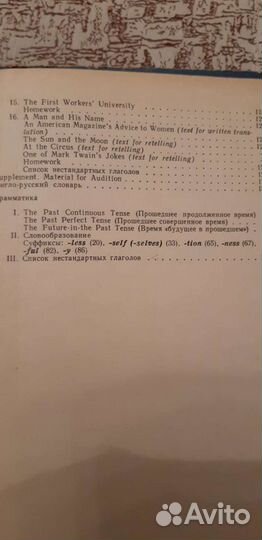 15. The First Workers' University
Homework
16. A Man and His Name
An American Magazine's Advice to Women (text for written trans-
lation)
The Sun and the Moon (text for retelling)
At the Circus (text for retelling)
One of Mark Twain's Jokes (text for retelling)
Homework
Список нестандартных глаголов
upplement. Material for Audition
нгло-русский словарь
рамматика
I. The Past Continuous Tense (Прошедшее продолженное время)
The Past Perfect Tense (Прошедшее совершенное время)
The Future-in-the Past Tense (Время «будущее в прошедшем»)
II. Словообразование
Суффиксы: -less (20), -self (-selves) (33), -tion (65), -ness (67),
-ful (82), -y (86)
III. Список нестандартных глаголов
Avito